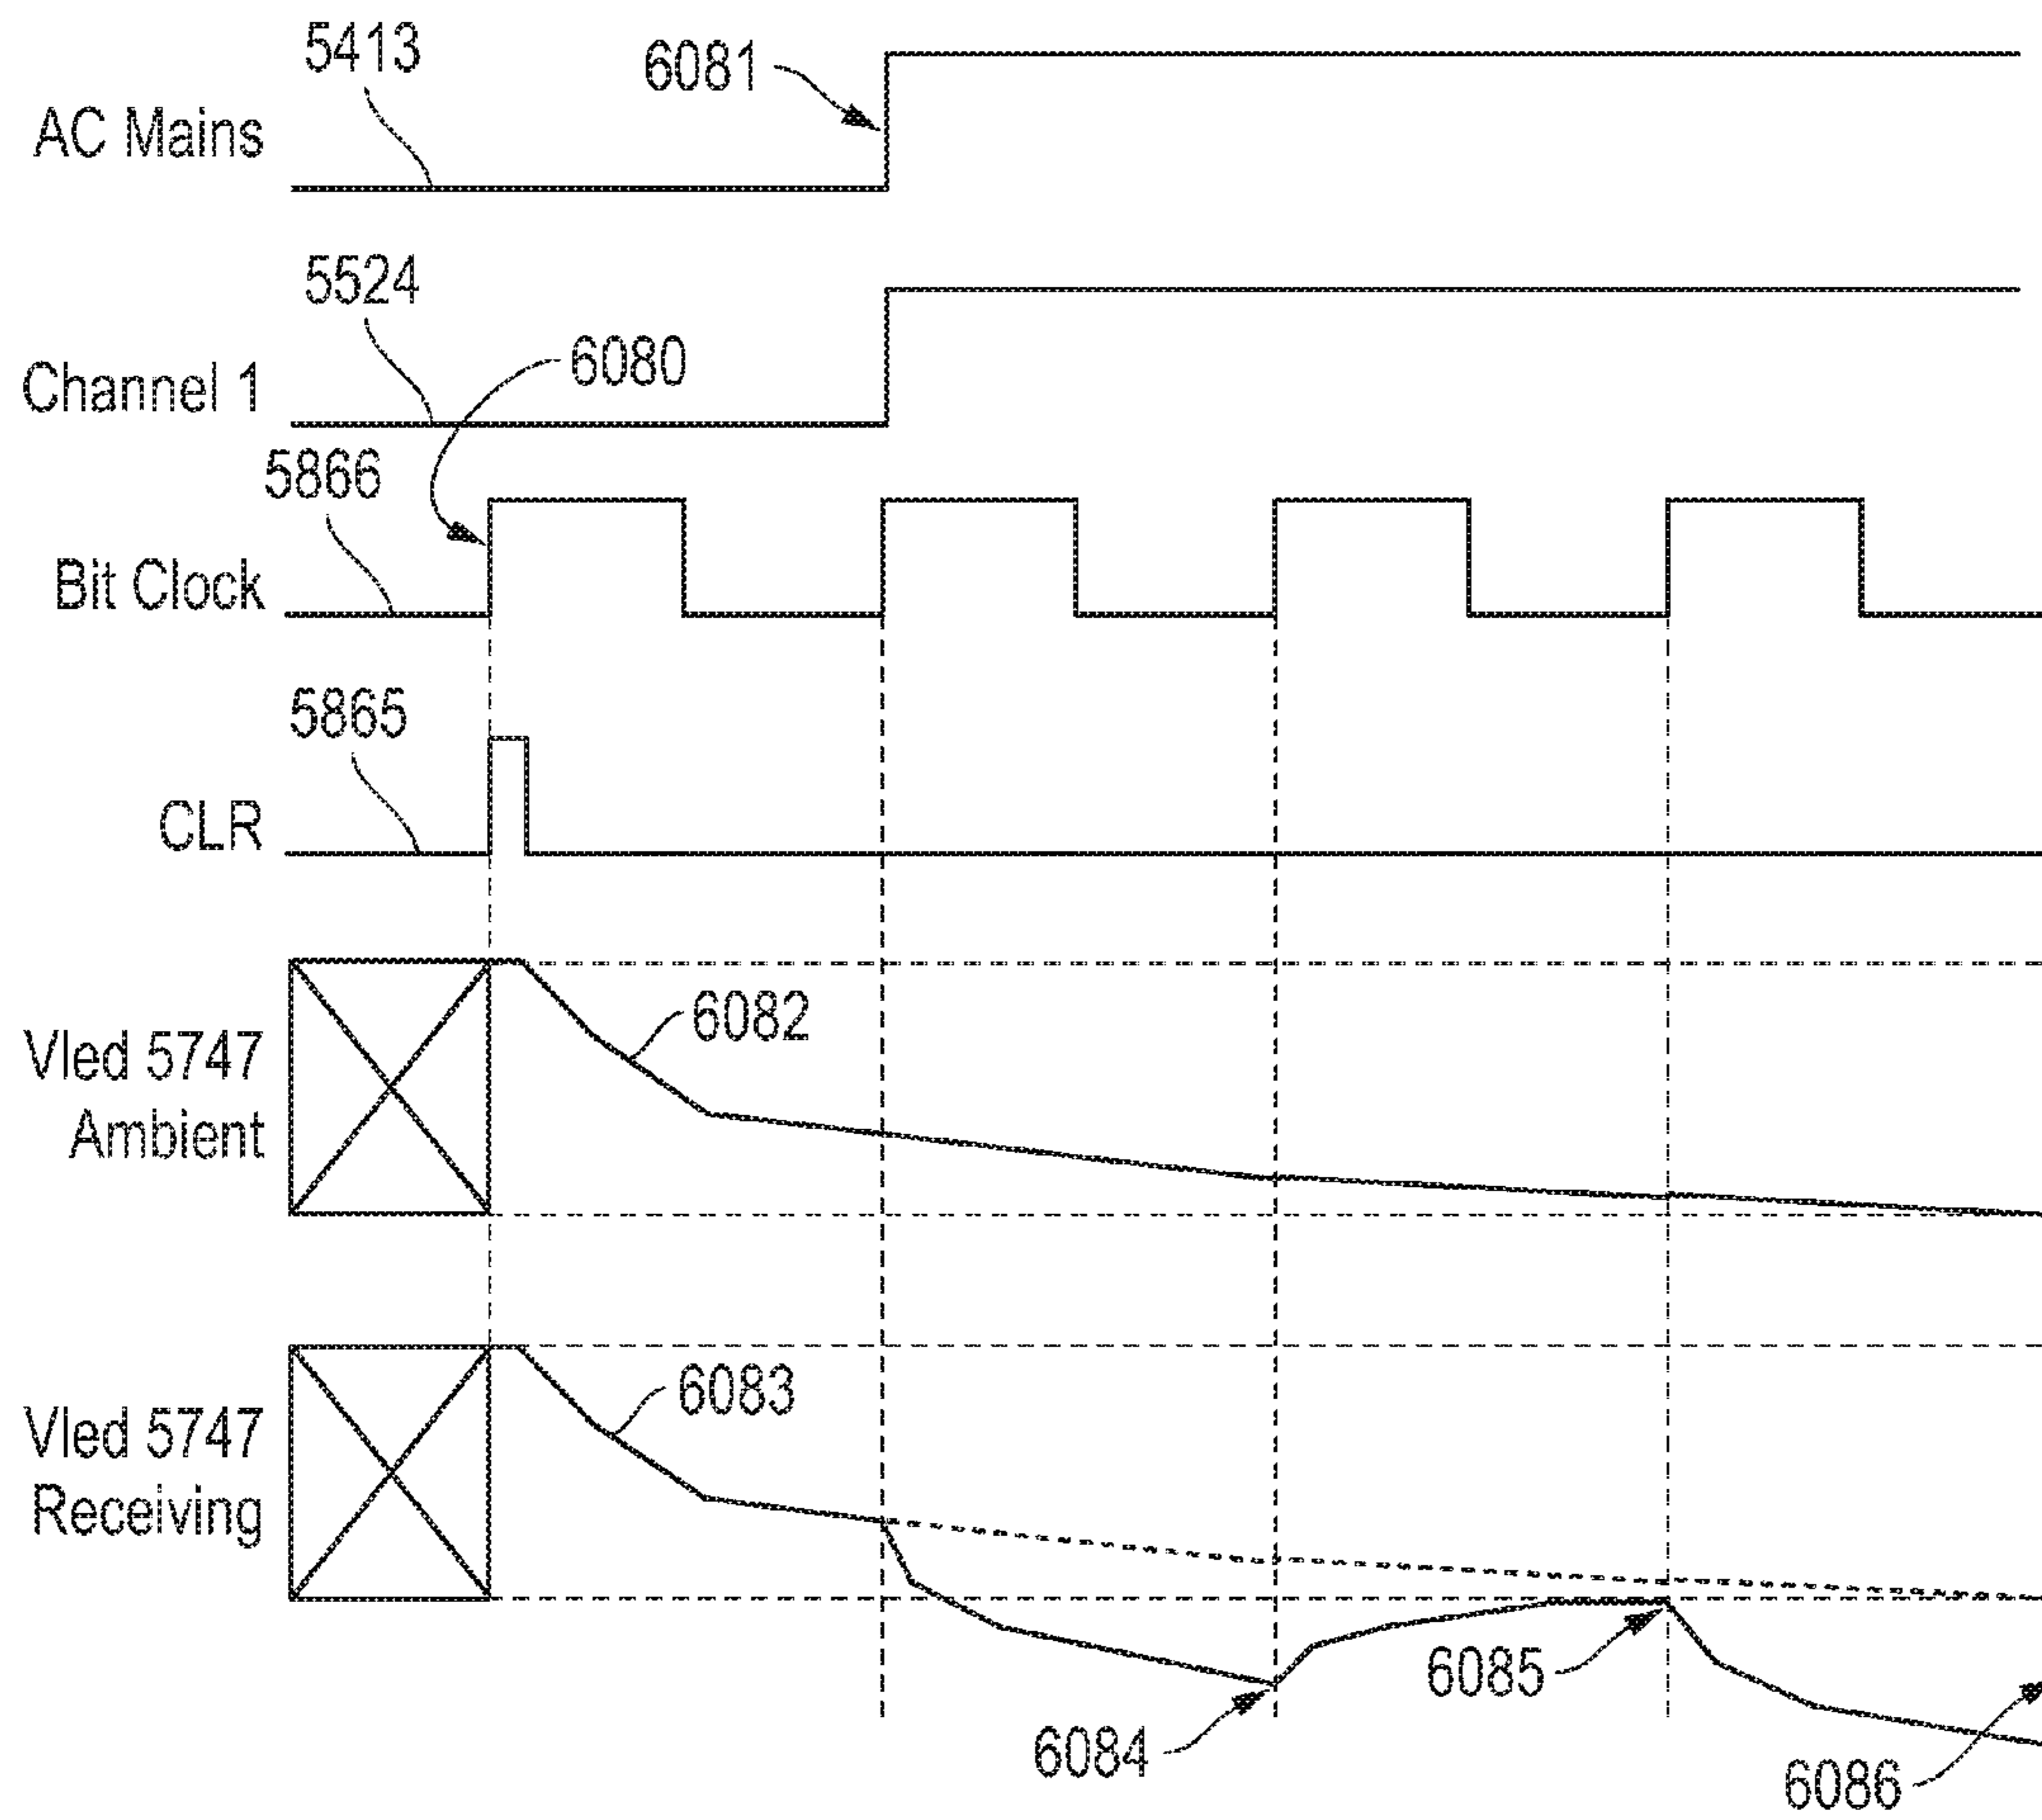 5413
6081
AC Mains
5524
6080
Channel 1
5866
Bit Clock
5865
CLR
6082
Vled 5747
Ambient
6083
Vled 5747
Receiving
6085
6084
6086